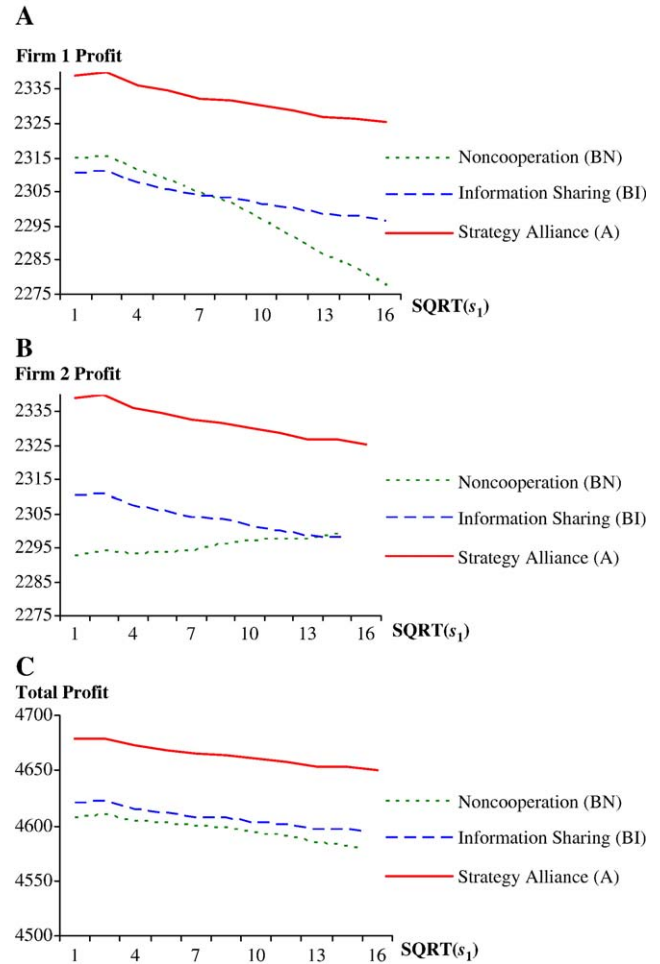 A
Firm 1 Profit
2335
2325
2315
2305
2295
2285
2275
1 4 7 10 13 16
SQRT(s1)
Noncooperation (BN)
Information Sharing (BI)
Strategy Alliance (A)
B
Firm 2 Profit
2335
2325
2315
2305
2295
2285
2275
1 4 7 10 13 16
SQRT(s1)
Noncooperation (BN)
Information Sharing (BI)
Strategy Alliance (A)
C
Total Profit
4700
4650
4600
4550
4500
1 4 7 10 13 16
SQRT(s1)
Noncooperation (BN)
Information Sharing (BI)
Strategy Alliance (A)